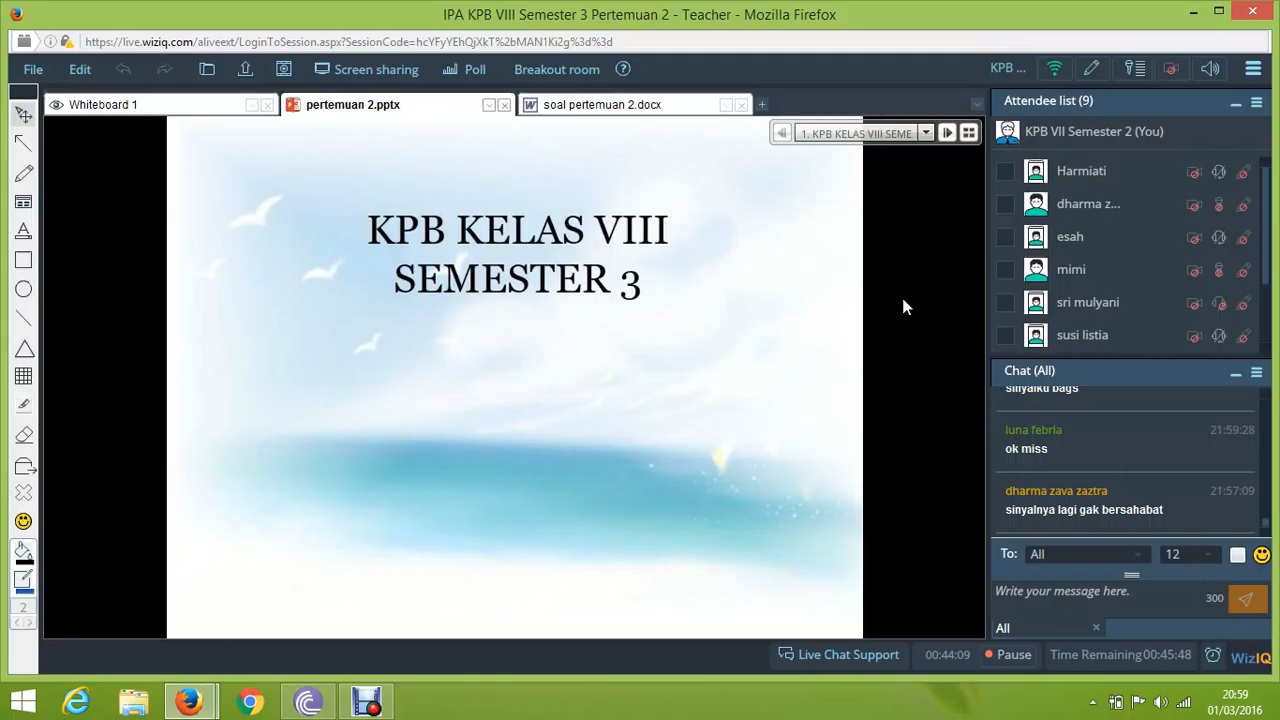 IPA KPB VIII Semester 3 Pertemuan 2 - Teacher - Mozilla Firefox
https://live.wiziq.com/aliveext/LoginToSession.aspx?SessionCode=hcYFyYEhQjXkT%2bMAN1Ki2g%3d%3d
File Edit Screen sharing Poll Breakout room ? KPB ...
Whiteboard 1 pertemuan 2.pptx soal pertemuan 2.docx
1. KPB KELAS VIII SEME
KPB KELAS VIII
SEMESTER 3
2
Attendee list (9)
KPB VII Semester 2 (You)
Harmiati
dharma z...
esah
mimi
sri mulyani
susi listia
Chat (All)
sinyalku bags
luna febria 21:59:28
ok miss
dharma zava zaztra 21:57:09
sinyalnya lagi gak bersahabat
To: All 12
Write your message here. 300
All
Live Chat Support 00:44:09 Pause Time Remaining 00:45:48 WizIQ
20:59
01/03/2016